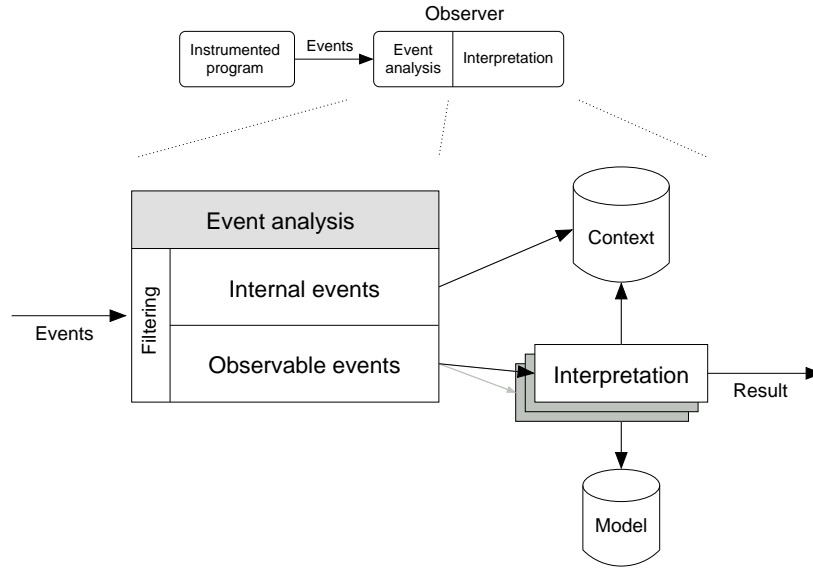 Observer
Instrumented
program
Events
Event
analysis
Interpretation
Event analysis
Filtering
Internal events
Observable events
Events
Context
Interpretation
Result
Model